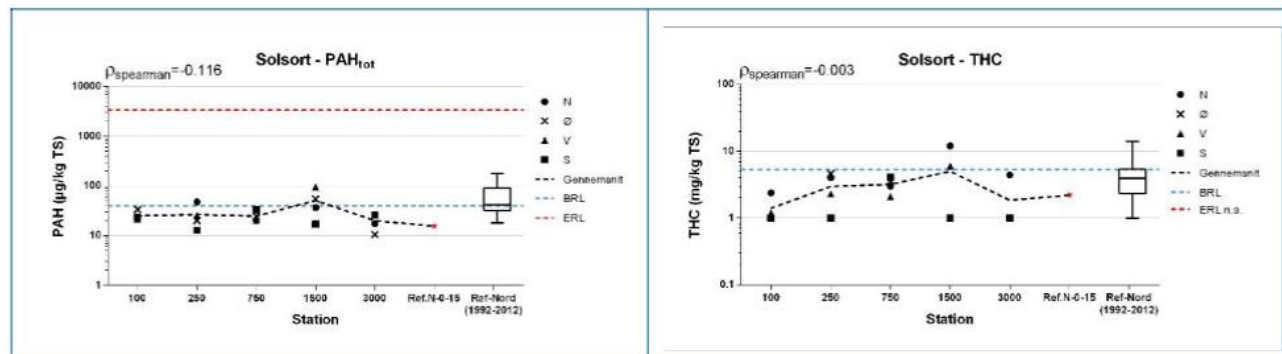 Solsort - PAHtot
ρspearman=-0.116
PAH (µg/kg TS)
10000
1000
100
10
1
100
250
750
1500
3000
Ref.N-0-15
Ref-Nord
(1992-2012)
Station
N
Ø
V
S
Gennemsnit
BRL
ERL
Solsort - THC
ρspearman=-0.003
THC (mg/kg TS)
100
10
1
0.1
100
250
750
1500
3000
Ref.N-0-15
Ref-Nord
(1992-2012)
Station
N
Ø
V
S
Gennemsnit
BRL
ERL n.s.